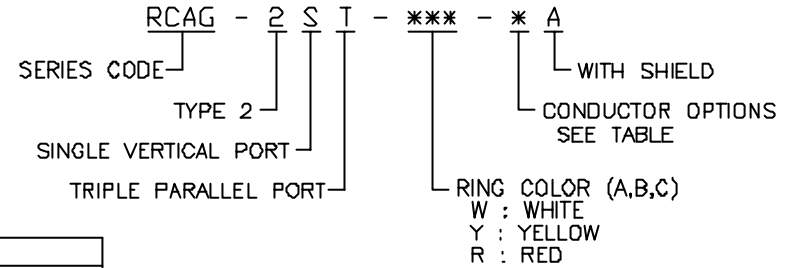 RCAG - 2 S T - *** - * A
SERIES CODE
WITH SHIELD
TYPE 2
CONDUCTOR OPTIONS
SEE TABLE
SINGLE VERTICAL PORT
TRIPLE PARALLEL PORT
RING COLOR (A,B,C)
W : WHITE
Y : YELLOW
R : RED